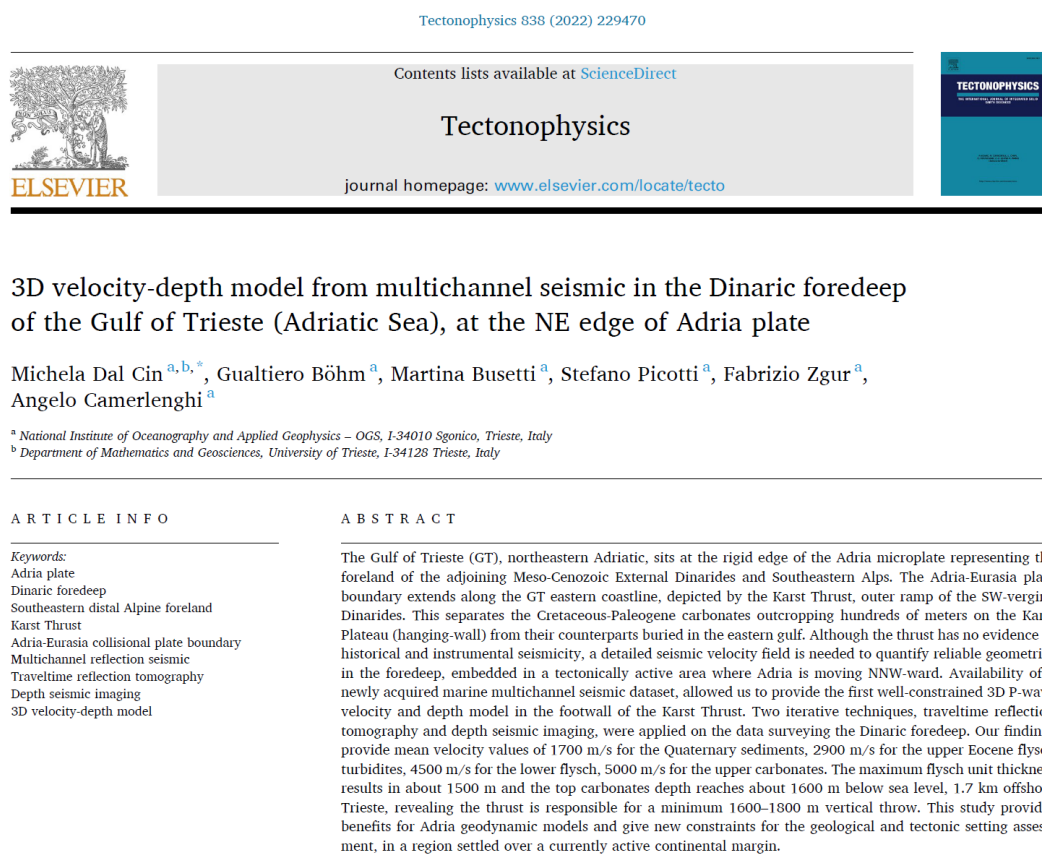 Tectonophysics 838 (2022) 229470
Contents lists available at ScienceDirect
Tectonophysics
journal homepage: www.elsevier.com/locate/tecto
ELSEVIER
TECTONOPHYSICS
3D velocity-depth model from multichannel seismic in the Dinaric foredeep
of the Gulf of Trieste (Adriatic Sea), at the NE edge of Adria plate
Michela Dal Cin a,b,*, Gualtiero Böhm a, Martina Busetti a, Stefano Picotti a, Fabrizio Zgur a,
Angelo Camerlenghi a
a National Institute of Oceanography and Applied Geophysics – OGS, I-34010 Sgonico, Trieste, Italy
b Department of Mathematics and Geosciences, University of Trieste, I-34128 Trieste, Italy
ARTICLE INFO
Keywords:
Adria plate
Dinaric foredeep
Southeastern distal Alpine foreland
Karst Thrust
Adria-Eurasia collisional plate boundary
Multichannel reflection seismic
Traveltime reflection tomography
Depth seismic imaging
3D velocity-depth model
ABSTRACT
The Gulf of Trieste (GT), northeastern Adriatic, sits at the rigid edge of the Adria microplate representing th
foreland of the adjoining Meso-Cenozoic External Dinarides and Southeastern Alps. The Adria-Eurasia pla
boundary extends along the GT eastern coastline, depicted by the Karst Thrust, outer ramp of the SW-vergin
Dinarides. This separates the Cretaceous-Paleogene carbonates outcropping hundreds of meters on the Kar
Plateau (hanging-wall) from their counterparts buried in the eastern gulf. Although the thrust has no evidence
historical and instrumental seismicity, a detailed seismic velocity field is needed to quantify reliable geometri
in the foredeep, embedded in a tectonically active area where Adria is moving NNW-ward. Availability of
newly acquired marine multichannel seismic dataset, allowed us to provide the first well-constrained 3D P-wav
velocity and depth model in the footwall of the Karst Thrust. Two iterative techniques, traveltime reflectio
tomography and depth seismic imaging, were applied on the data surveying the Dinaric foredeep. Our finding
provide mean velocity values of 1700 m/s for the Quaternary sediments, 2900 m/s for the upper Eocene flys
turbidites, 4500 m/s for the lower flysch, 5000 m/s for the upper carbonates. The maximum flysch unit thickne
results in about 1500 m and the top carbonates depth reaches about 1600 m below sea level, 1.7 km offsho
Trieste, revealing the thrust is responsible for a minimum 1600–1800 m vertical throw. This study provid
benefits for Adria geodynamic models and give new constraints for the geological and tectonic setting asses
ment, in a region settled over a currently active continental margin.